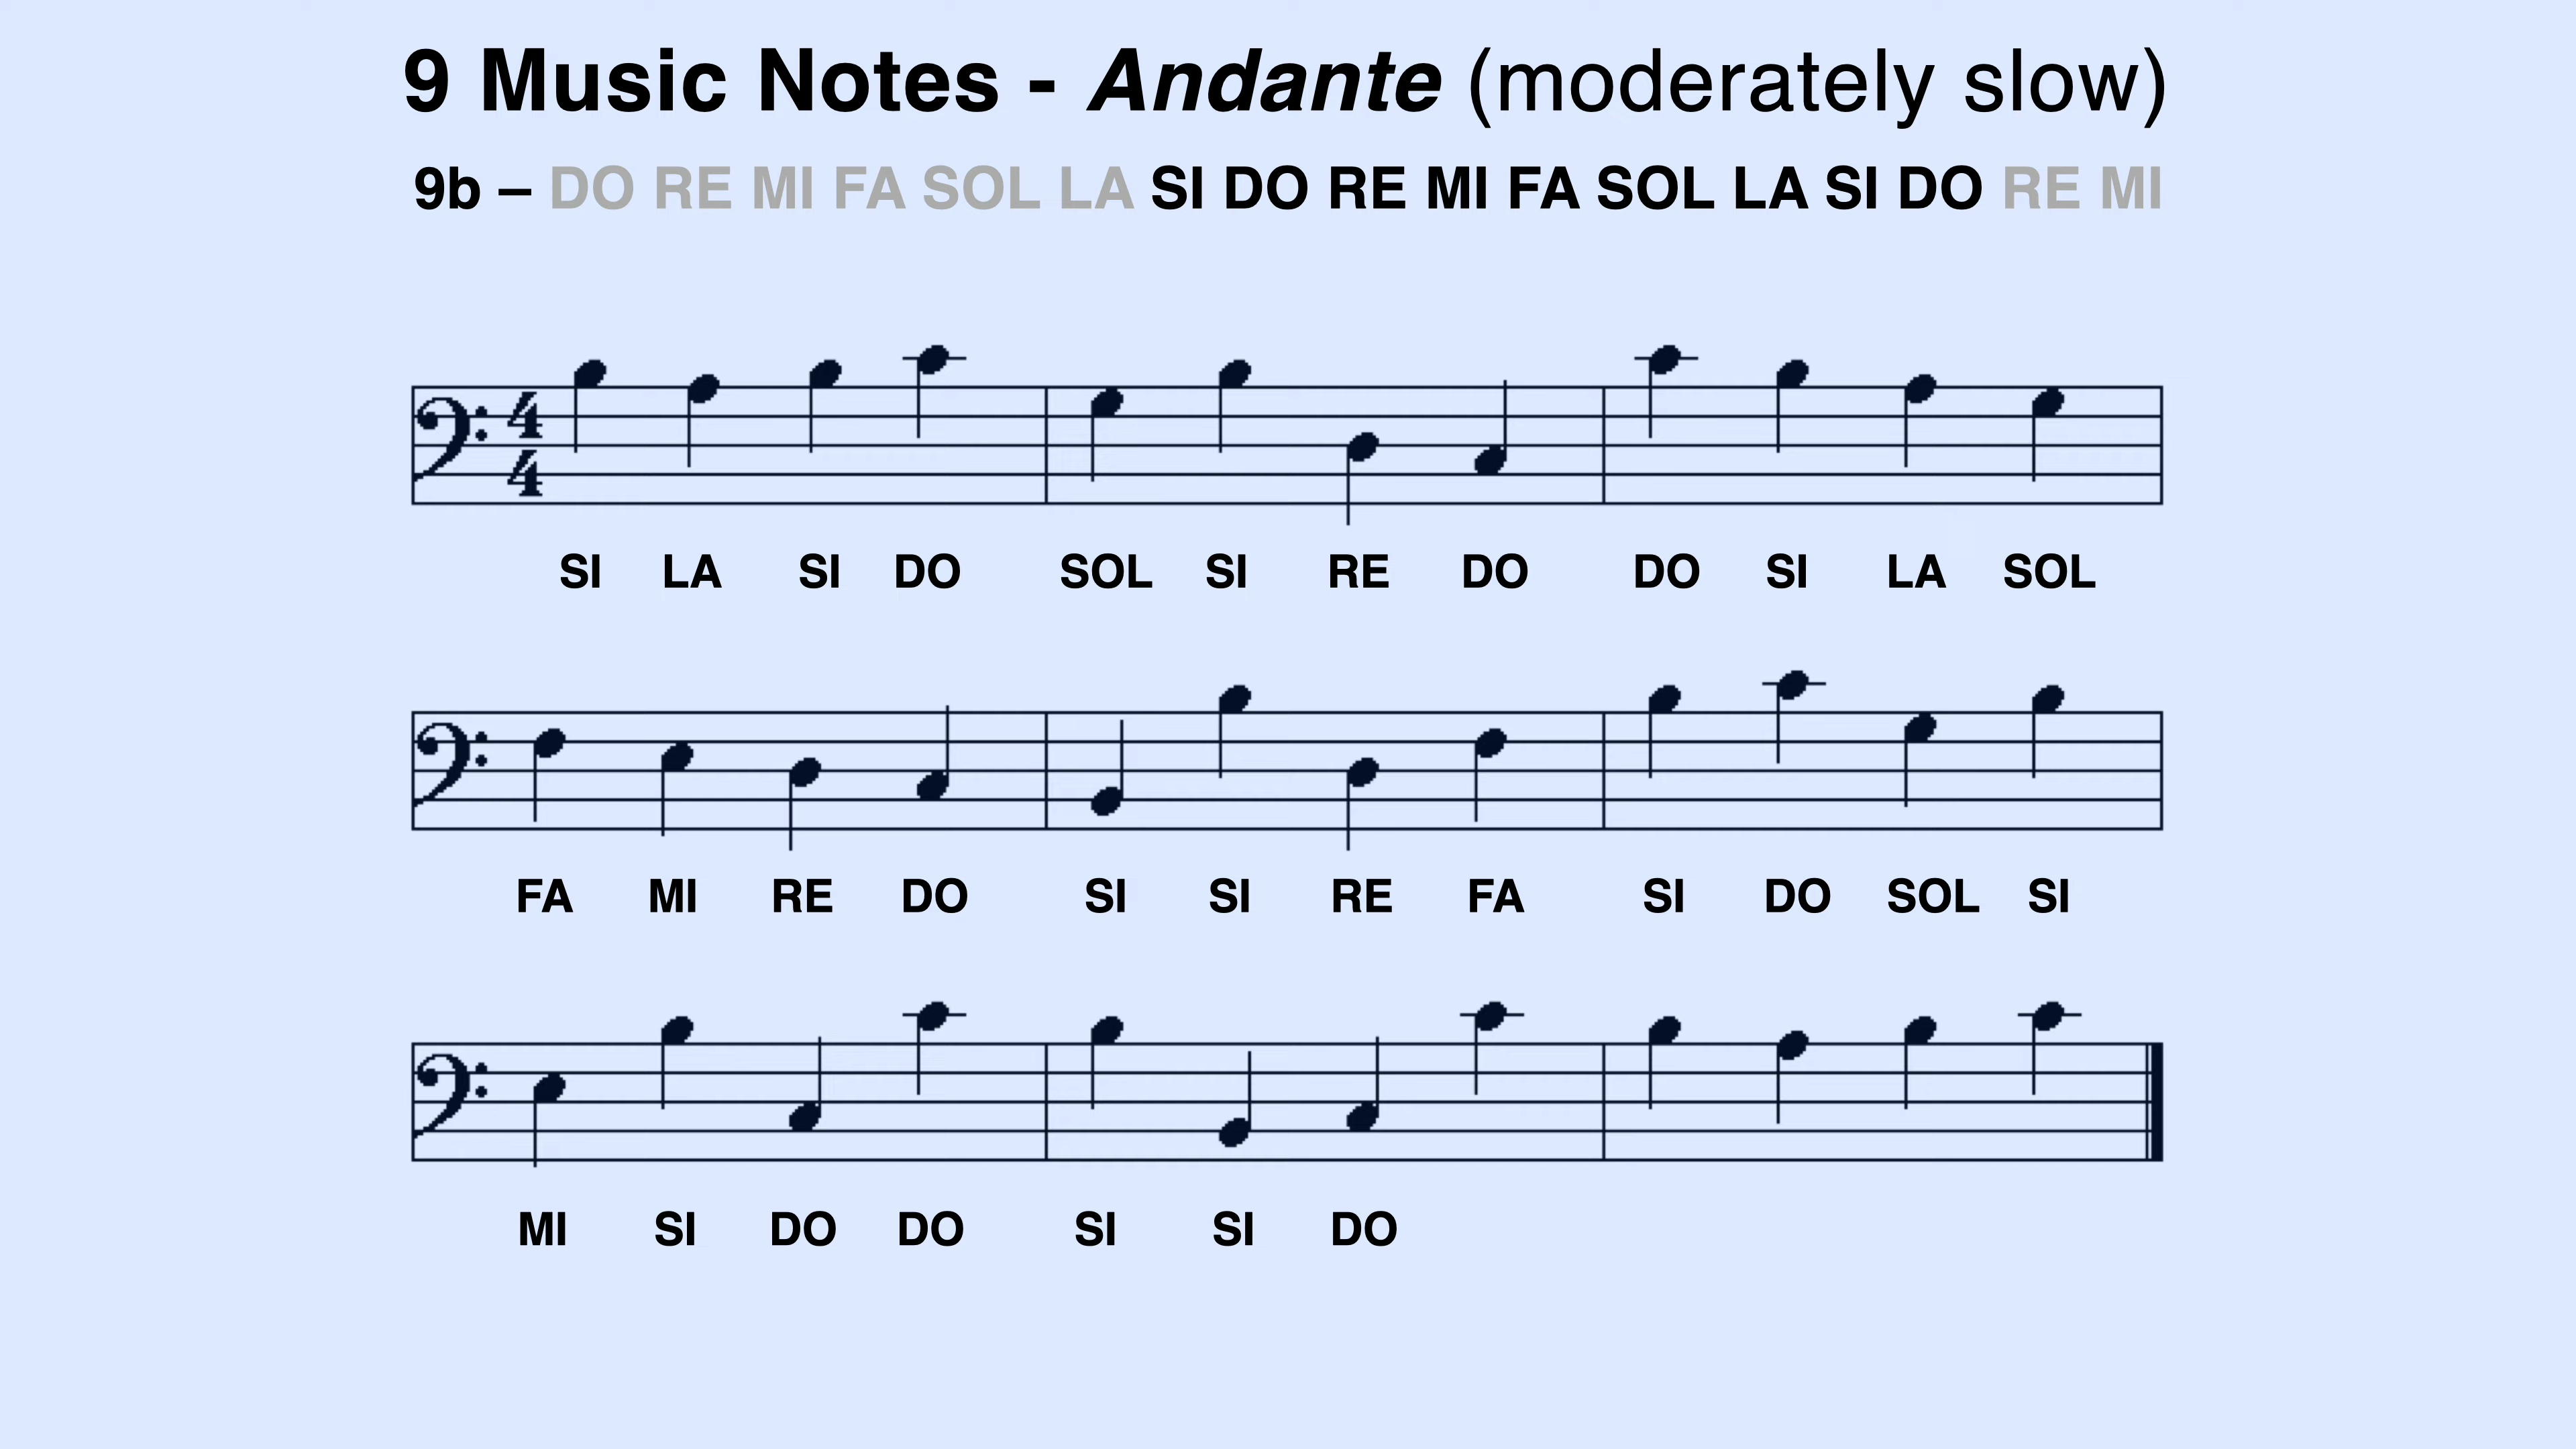 9 Music Notes - Andante (moderately slow)
9b – DO RE MI FA SOL LA SI DO RE MI FA SOL LA SI DO RE MI
4
4
SI LA SI DO SOL SI RE DO DO SI LA SOL
FA MI RE DO SI SI RE FA SI DO SOL SI
MI SI DO DO SI SI DO